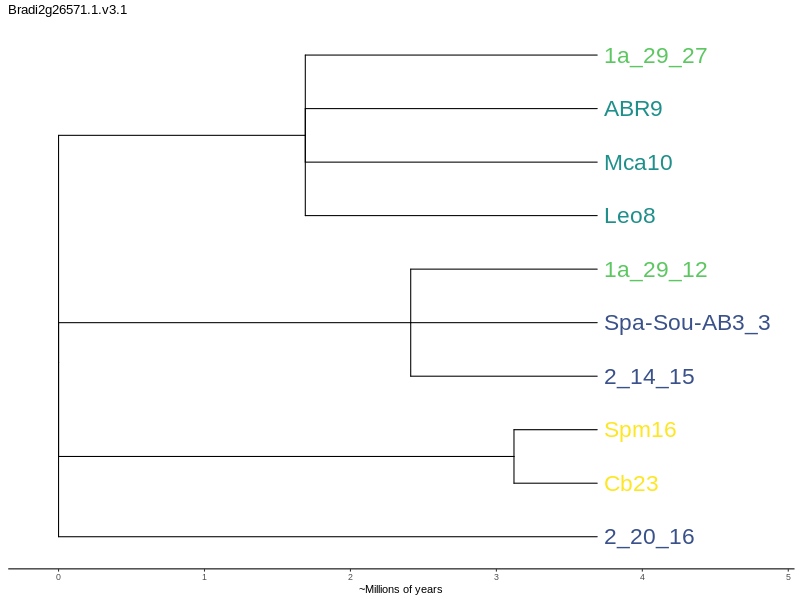 Bradi2g26571.1.v3.1
1a_29_27
ABR9
Mca10
Leo8
1a_29_12
Spa-Sou-AB3_3
2_14_15
Spm16
Cb23
2_20_16
0 1 2 3 4 5
~Millions of years